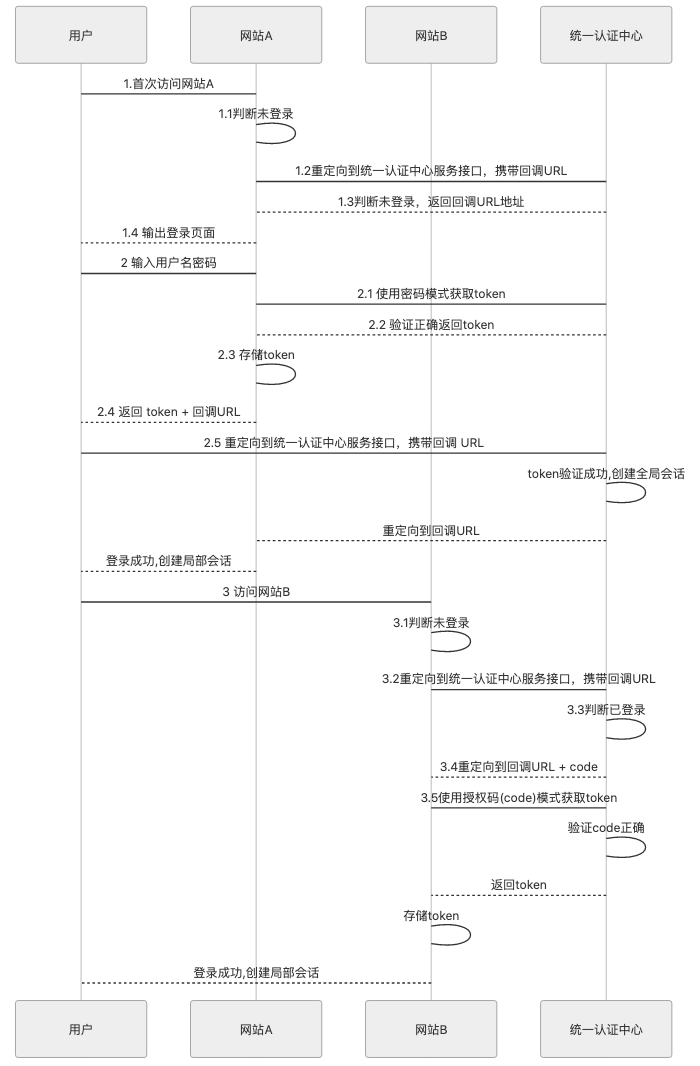 用户
网站A
网站B
统一认证中心
1.首次访问网站A
1.1判断未登录
1.2重定向到统一认证中心服务接口，携带回调URL
1.3判断未登录，返回回调URL地址
1.4 输出登录页面
2 输入用户名密码
2.1 使用密码模式获取token
2.2 验证正确返回token
2.3 存储token
2.4 返回 token + 回调URL
2.5 重定向到统一认证中心服务接口，携带回调 URL
token验证成功,创建全局会话
重定向到回调URL
登录成功,创建局部会话
3 访问网站B
3.1判断未登录
3.2重定向到统一认证中心服务接口，携带回调URL
3.3判断已登录
3.4重定向到回调URL + code
3.5使用授权码(code)模式获取token
验证code正确
返回token
存储token
登录成功,创建局部会话
用户
网站A
网站B
统一认证中心